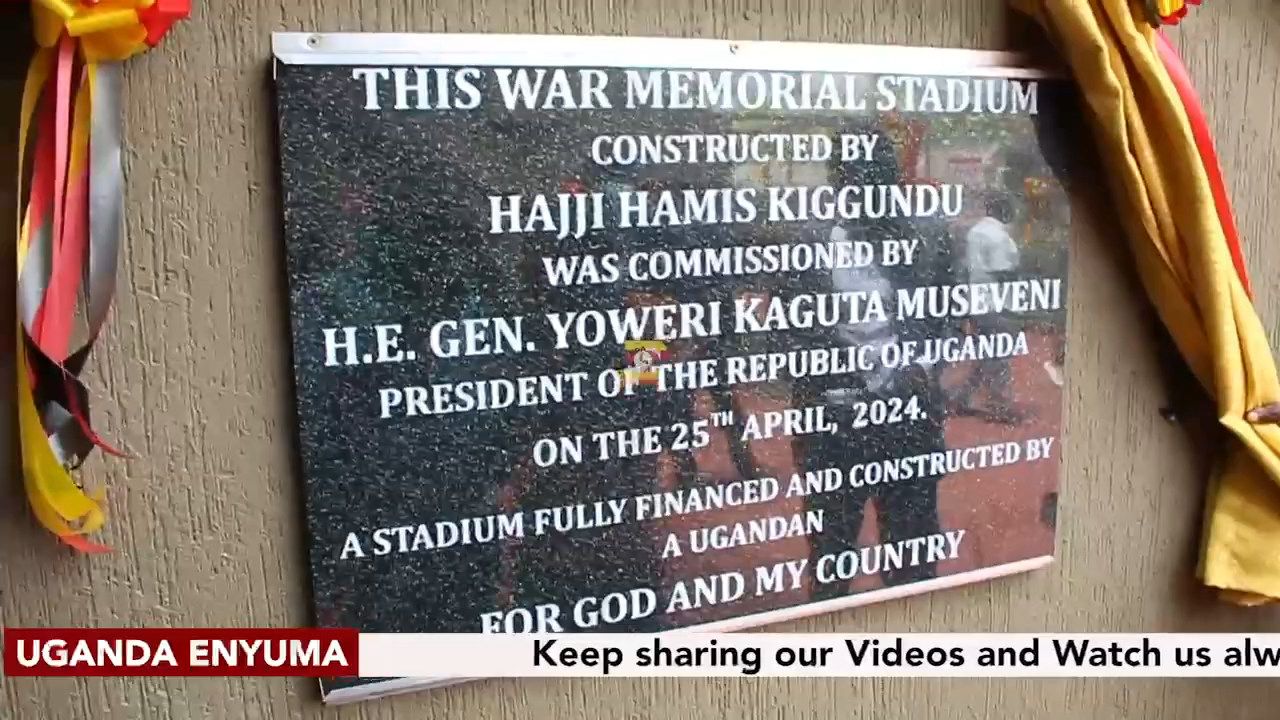 THIS WAR MEMORIAL STADIUM
CONSTRUCTED BY
HAJJI HAMIS KIGGUNDU
WAS COMMISSIONED BY
H.E. GEN. YOWERI KAGUTA MUSEVENI
PRESIDENT OF THE REPUBLIC OF UGANDA
ON THE 25TH APRIL, 2024.
A STADIUM FULLY FINANCED AND CONSTRUCTED BY
A UGANDAN
FOR GOD AND MY COUNTRY
UGANDA ENYUMA
Keep sharing our Videos and Watch us alw